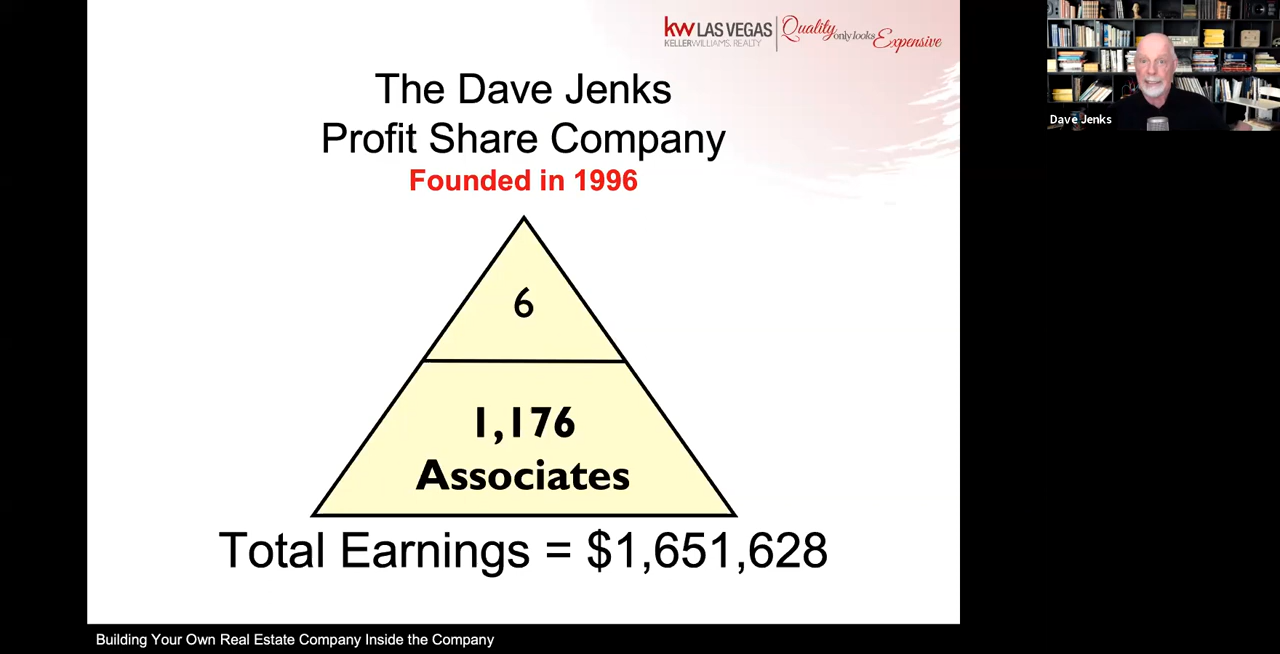 kw LAS VEGAS
KELLERWILLIAMS. REALTY
Quality only looks Expensive
The Dave Jenks
Profit Share Company
Founded in 1996
6
1,176
Associates
Total Earnings = $1,651,628
Dave Jenks
Building Your Own Real Estate Company Inside the Company